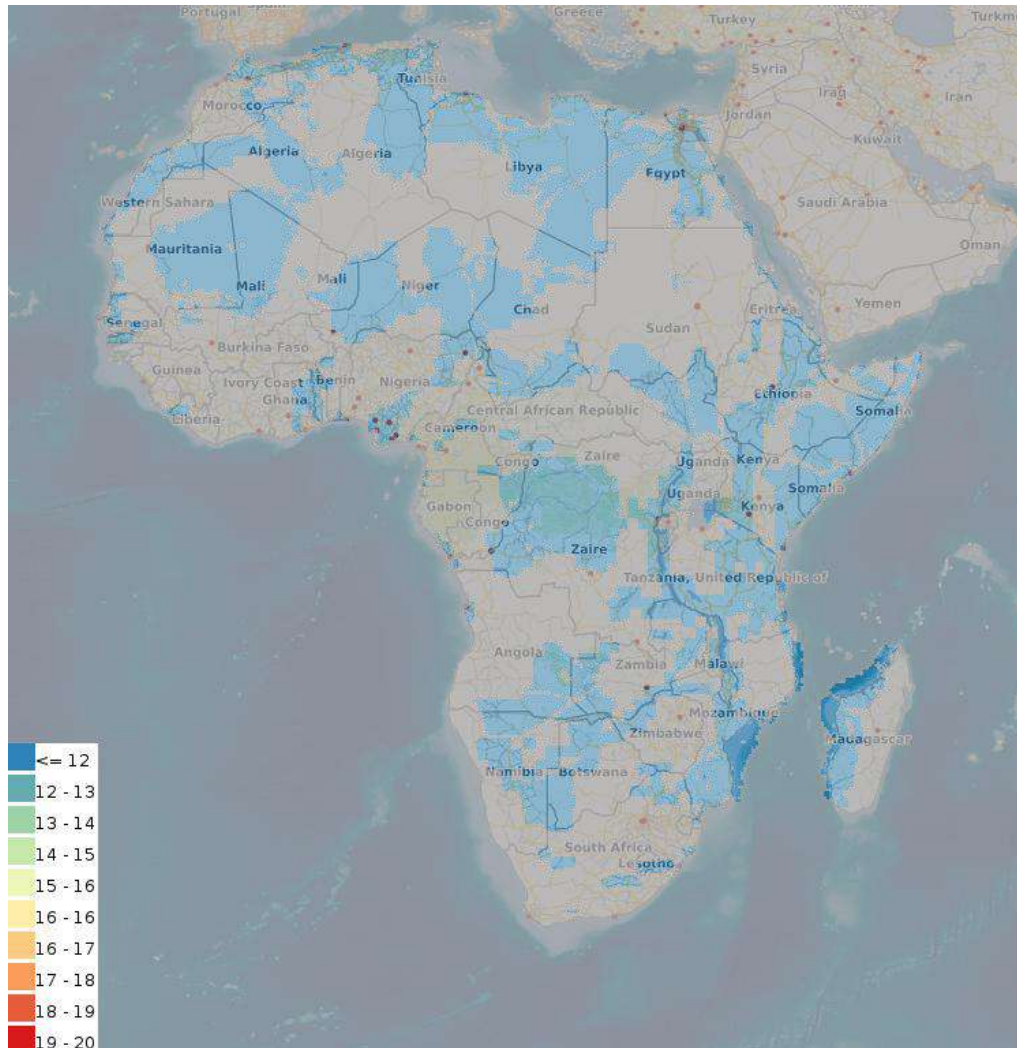 Portugal
Spain
Greece
Turkey
Turkm
Syria
Tunisia
Iraq
Iran
Morocco
Jordan
Kuwait
Algeria
Algeria
Libya
Egypt
Western Sahara
Saudi Arabia
Mauritania
Oman
Mali
Mali
Niger
Chad
Yemen
Senegal
Sudan
Eritrea
Burkina Faso
Guinea
Ivory Coast
Benin
Nigeria
Ethiopia
Ghana
Central African Republic
Somalia
Liberia
Cameroon
Congo
Zaire
Uganda
Kenya
Gabon
Uganda
Somalia
Congo
Kenya
Zaire
Tanzania, United Republic of
Angola
Zambia
Malawi
Mozambique
Zimbabwe
Madagascar
Namibia
Botswana
South Africa
Lesotho
<= 12
12 - 13
13 - 14
14 - 15
15 - 16
16 - 16
16 - 17
17 - 18
18 - 19
19 - 20